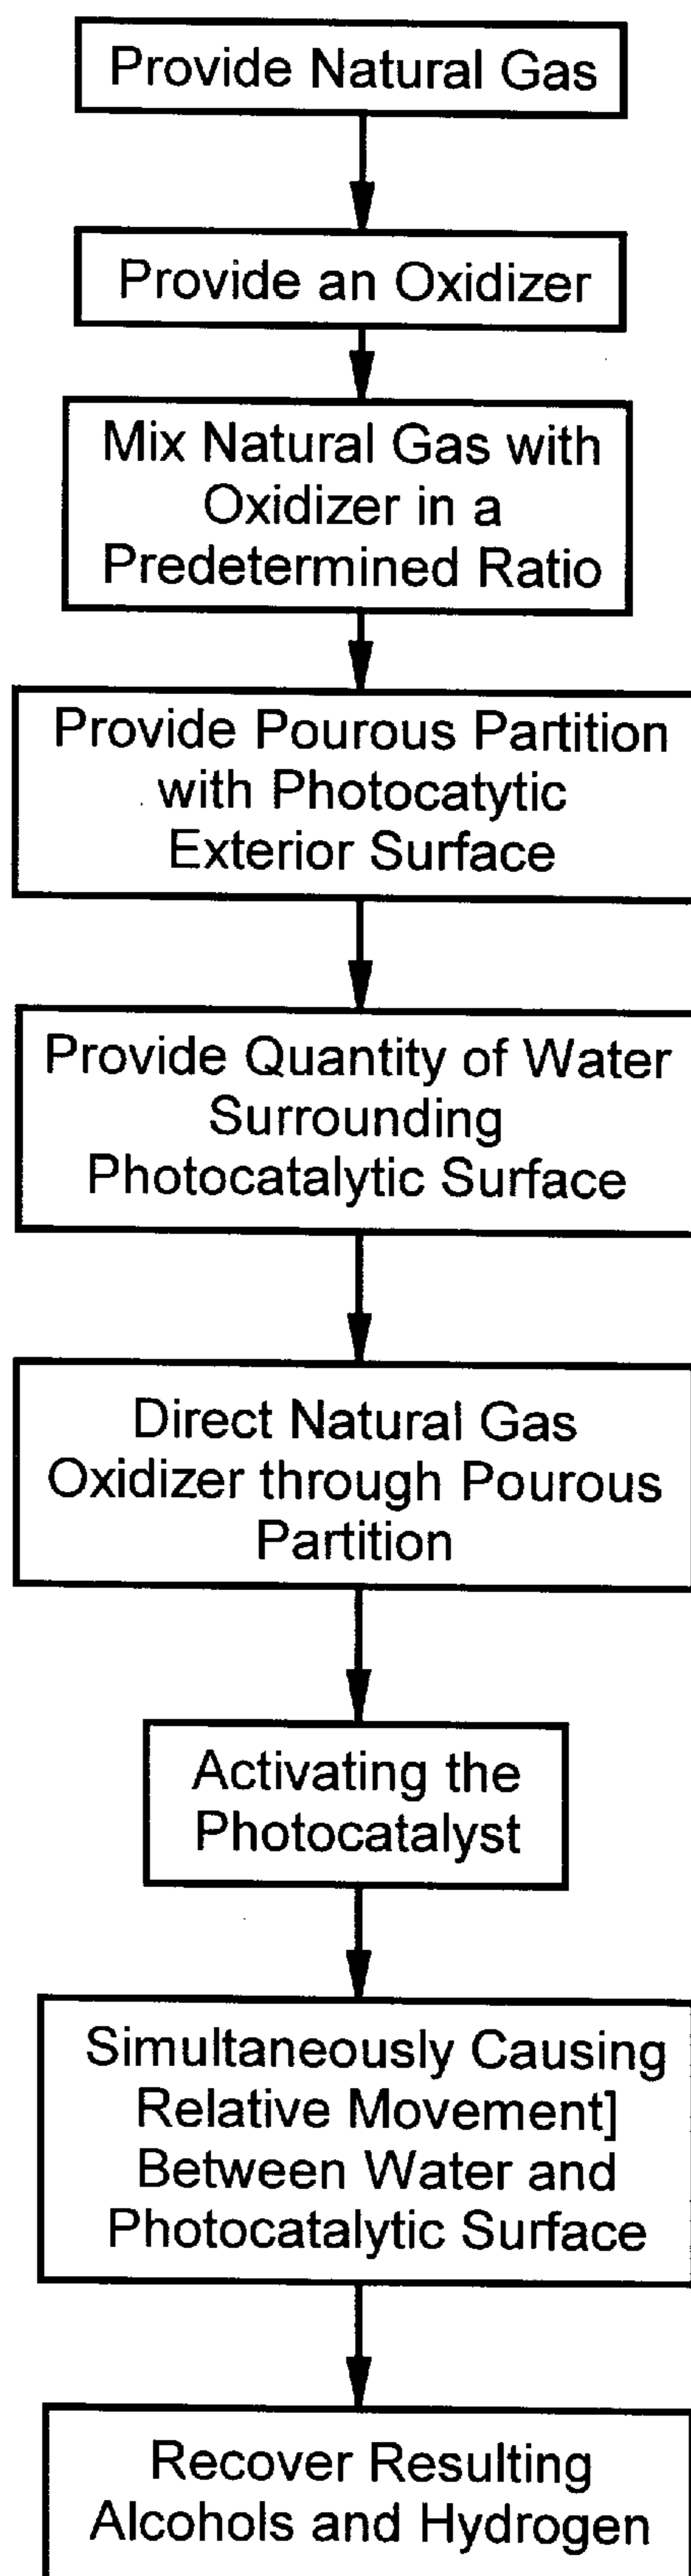 Provide Natural Gas
Provide an Oxidizer
Mix Natural Gas with
Oxidizer in a
Predetermined Ratio
Provide Pourous Partition
with Photocatytic
Exterior Surface
Provide Quantity of Water
Surrounding
Photocatalytic Surface
Direct Natural Gas
Oxidizer through Pourous
Partition
Activating the
Photocatalyst
Simultaneously Causing
Relative Movement]
Between Water and
Photocatalytic Surface
Recover Resulting
Alcohols and Hydrogen